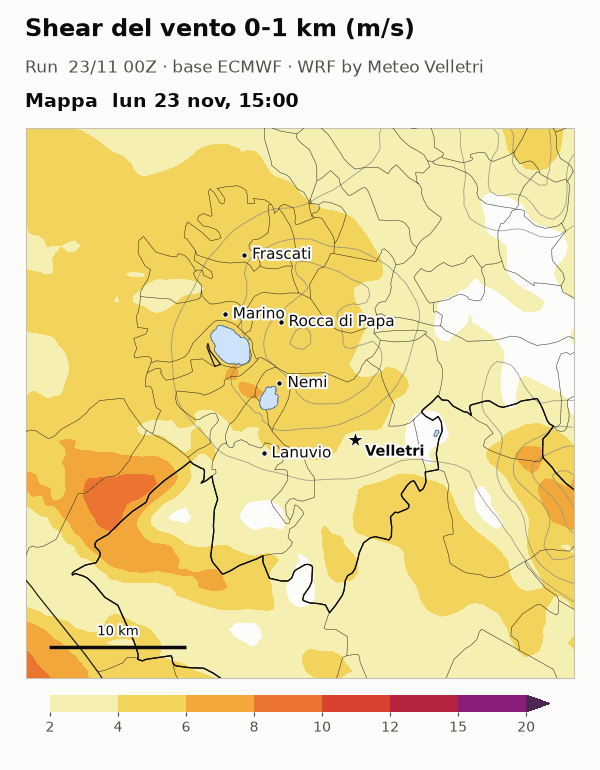 Shear del vento 0-1 km (m/s)
Run  23/11 00Z · base ECMWF · WRF by Meteo Velletri
Mappa  lun 23 nov, 15:00
Frascati
Marino
Rocca di Papa
Nemi
Lanuvio
Velletri
10 km
2 4 6 8 10 12 15 20